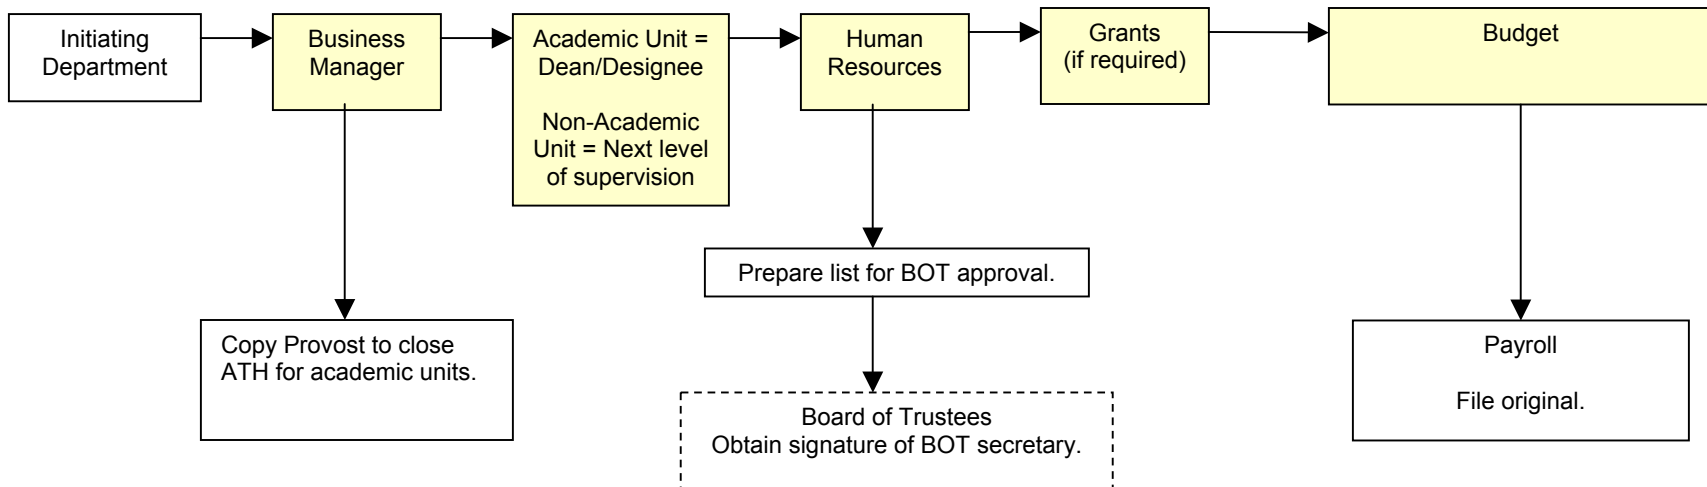 Initiating
Department
Business
Manager
Academic Unit =
Dean/Designee
Non-Academic
Unit = Next level
of supervision
Human
Resources
Grants
(if required)
Budget
Prepare list for BOT approval.
Copy Provost to close
ATH for academic units.
Board of Trustees
Obtain signature of BOT secretary.
Payroll
File original.